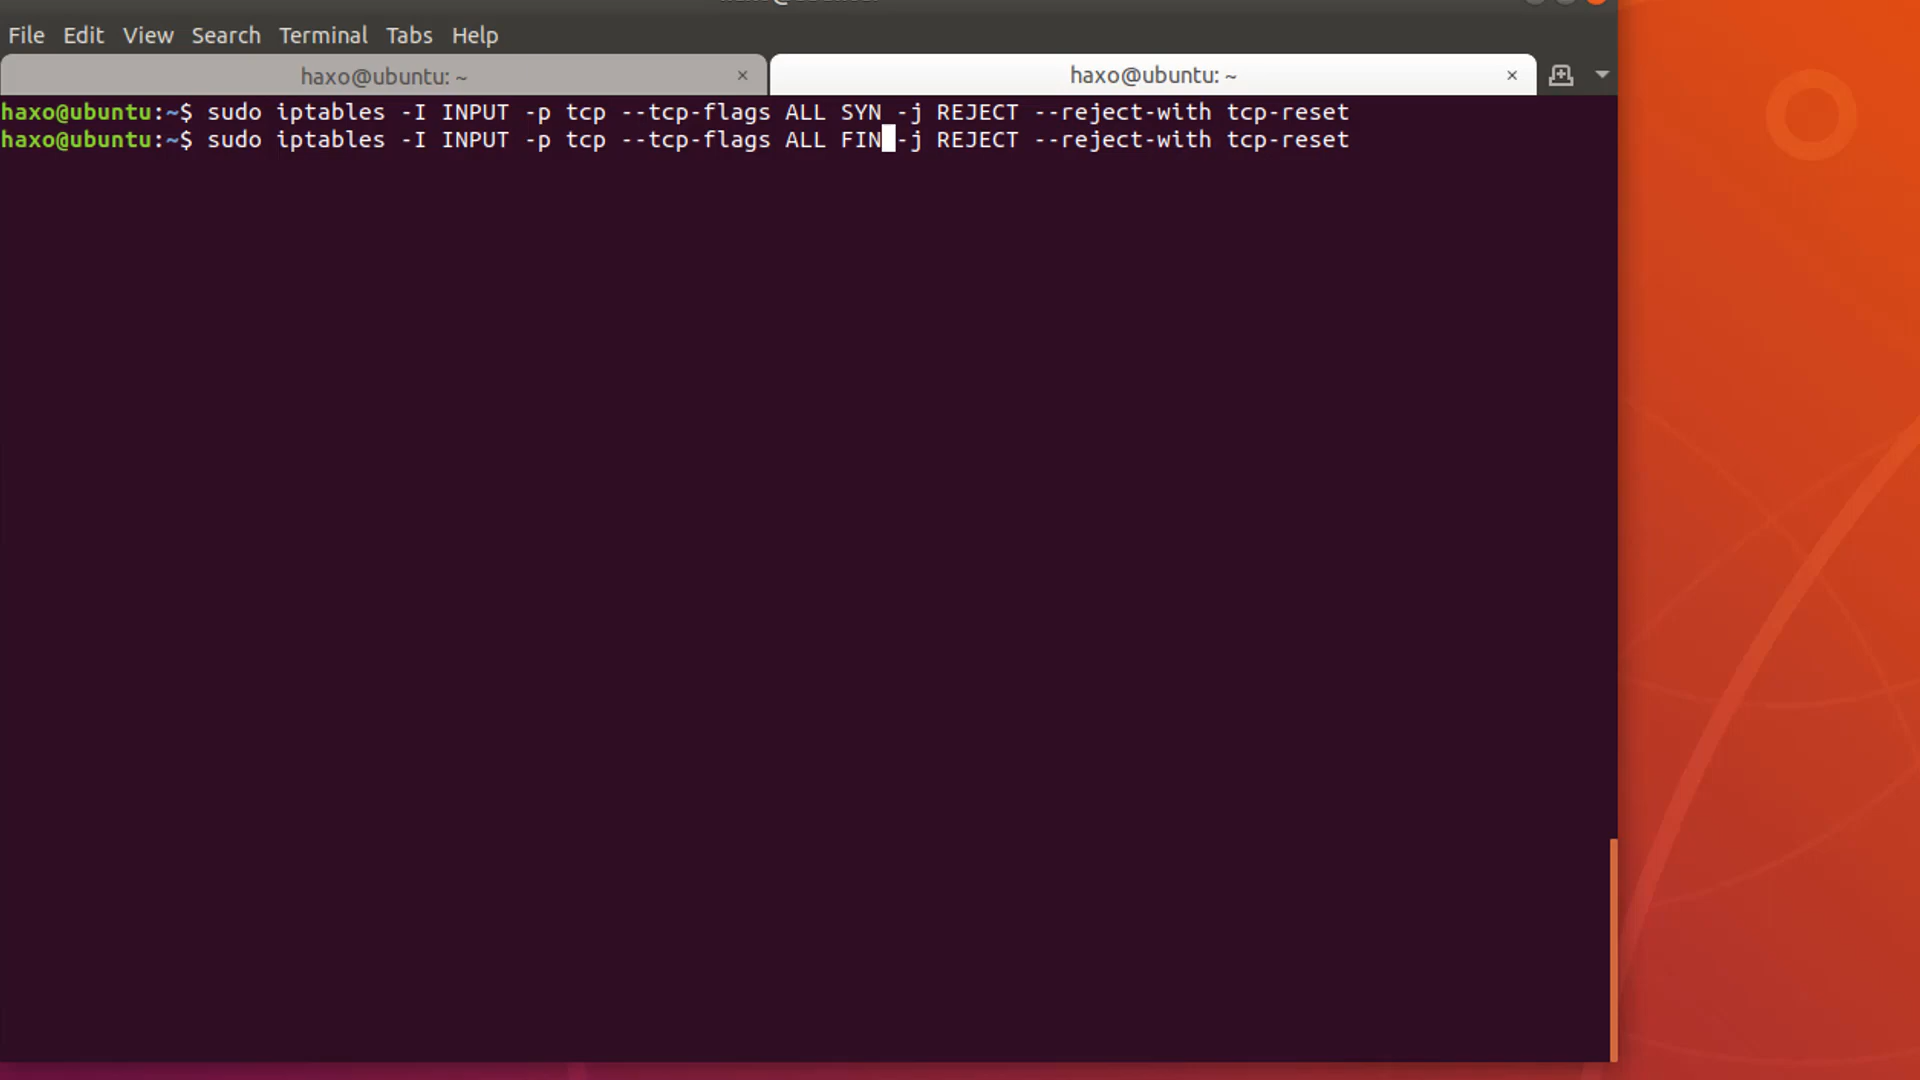 File Edit View Search Terminal Tabs Help
haxo@ubuntu: ~ × haxo@ubuntu: ~ ×
haxo@ubuntu:~$ sudo iptables -I INPUT -p tcp --tcp-flags ALL SYN -j REJECT --reject-with tcp-reset
haxo@ubuntu:~$ sudo iptables -I INPUT -p tcp --tcp-flags ALL FIN -j REJECT --reject-with tcp-reset